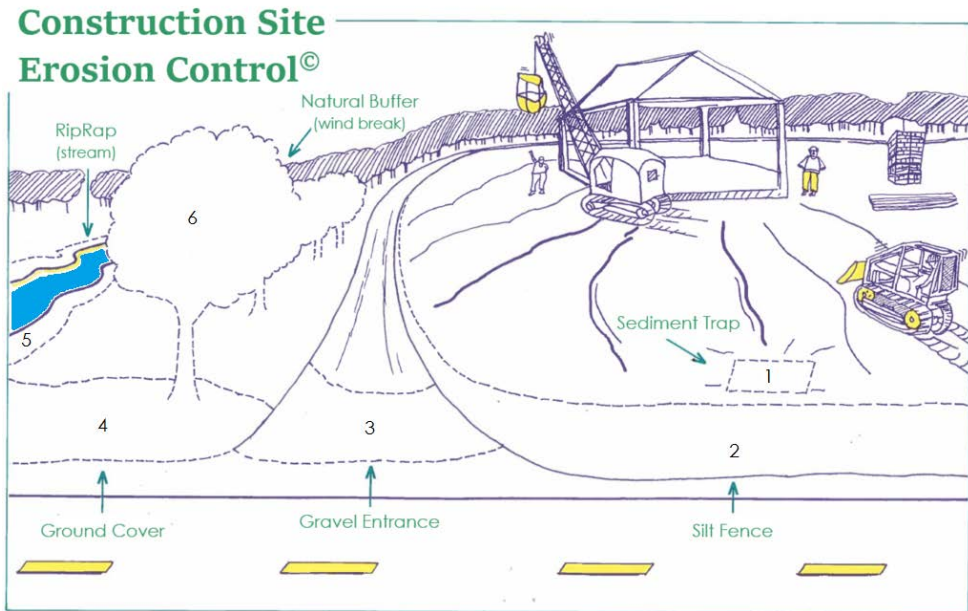 Construction Site
Erosion Control©
Natural Buffer
(wind break)
RipRap
(stream)
6
5
Sediment Trap
1
4
3
2
Ground Cover
Gravel Entrance
Silt Fence